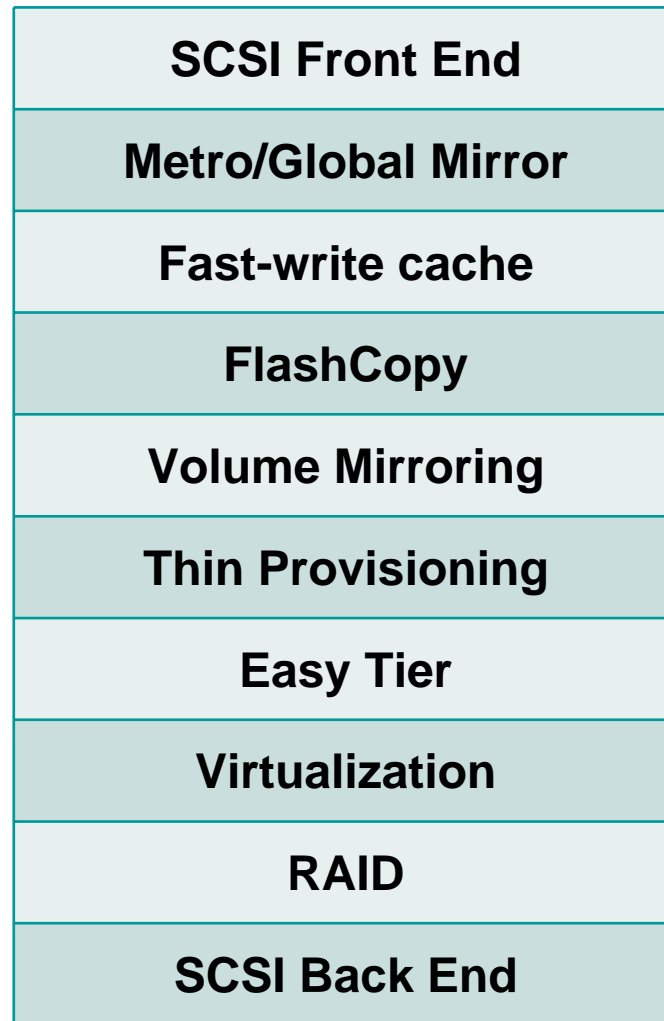 SCSI Front End
Metro/Global Mirror
Fast-write cache
FlashCopy
Volume Mirroring
Thin Provisioning
Easy Tier
Virtualization
RAID
SCSI Back End